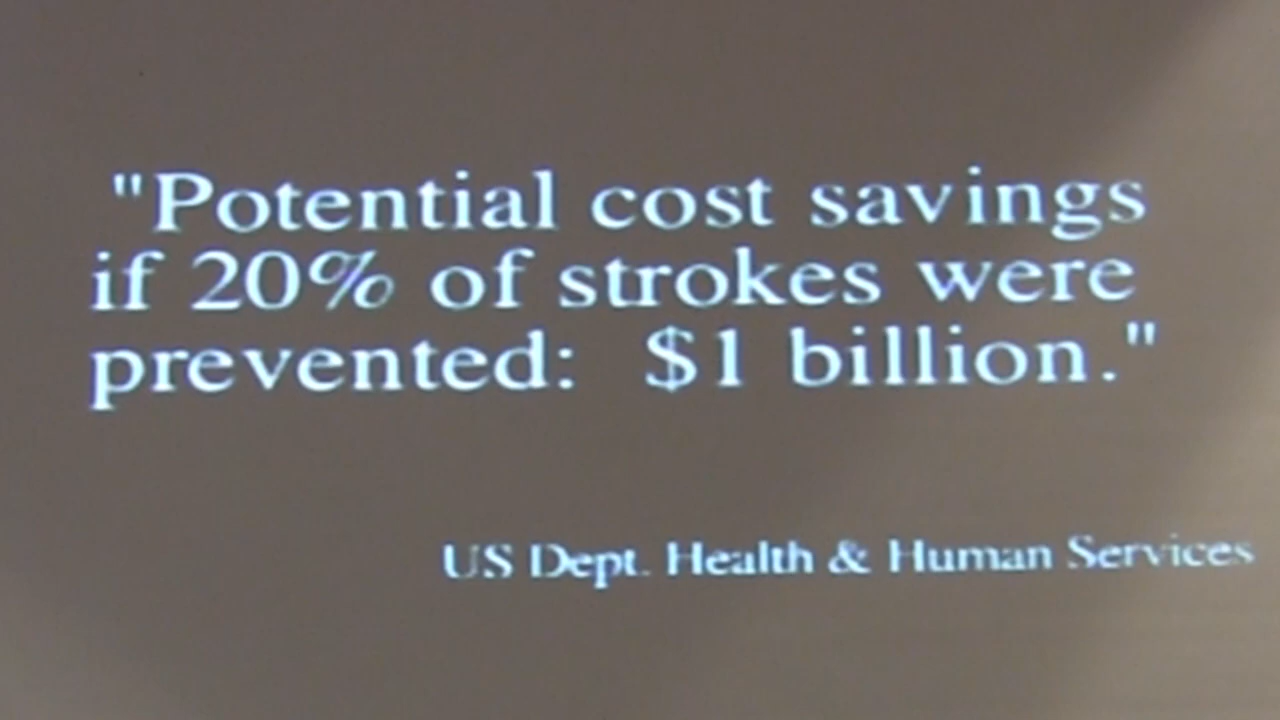 "Potential cost savings
if 20% of strokes were
prevented: $1 billion."
US Dept. Health & Human Services